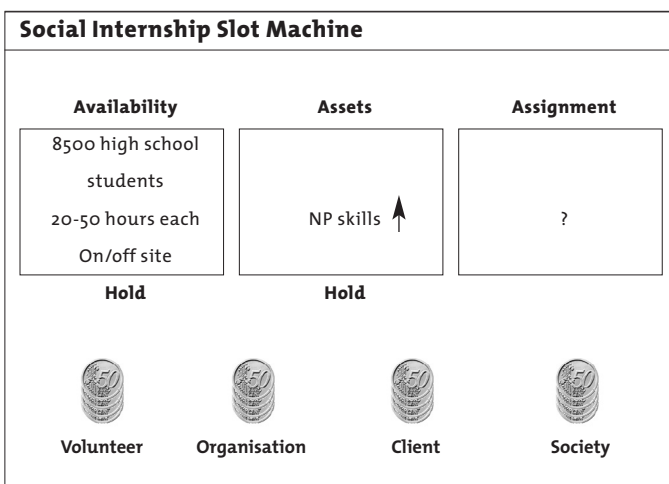 Social Internship Slot Machine
Availability
Assets
Assignment
8500 high school
students
20-50 hours each
On/off site
NP skills
?
Hold
Hold
50
50
50
50
Volunteer
Organisation
Client
Society